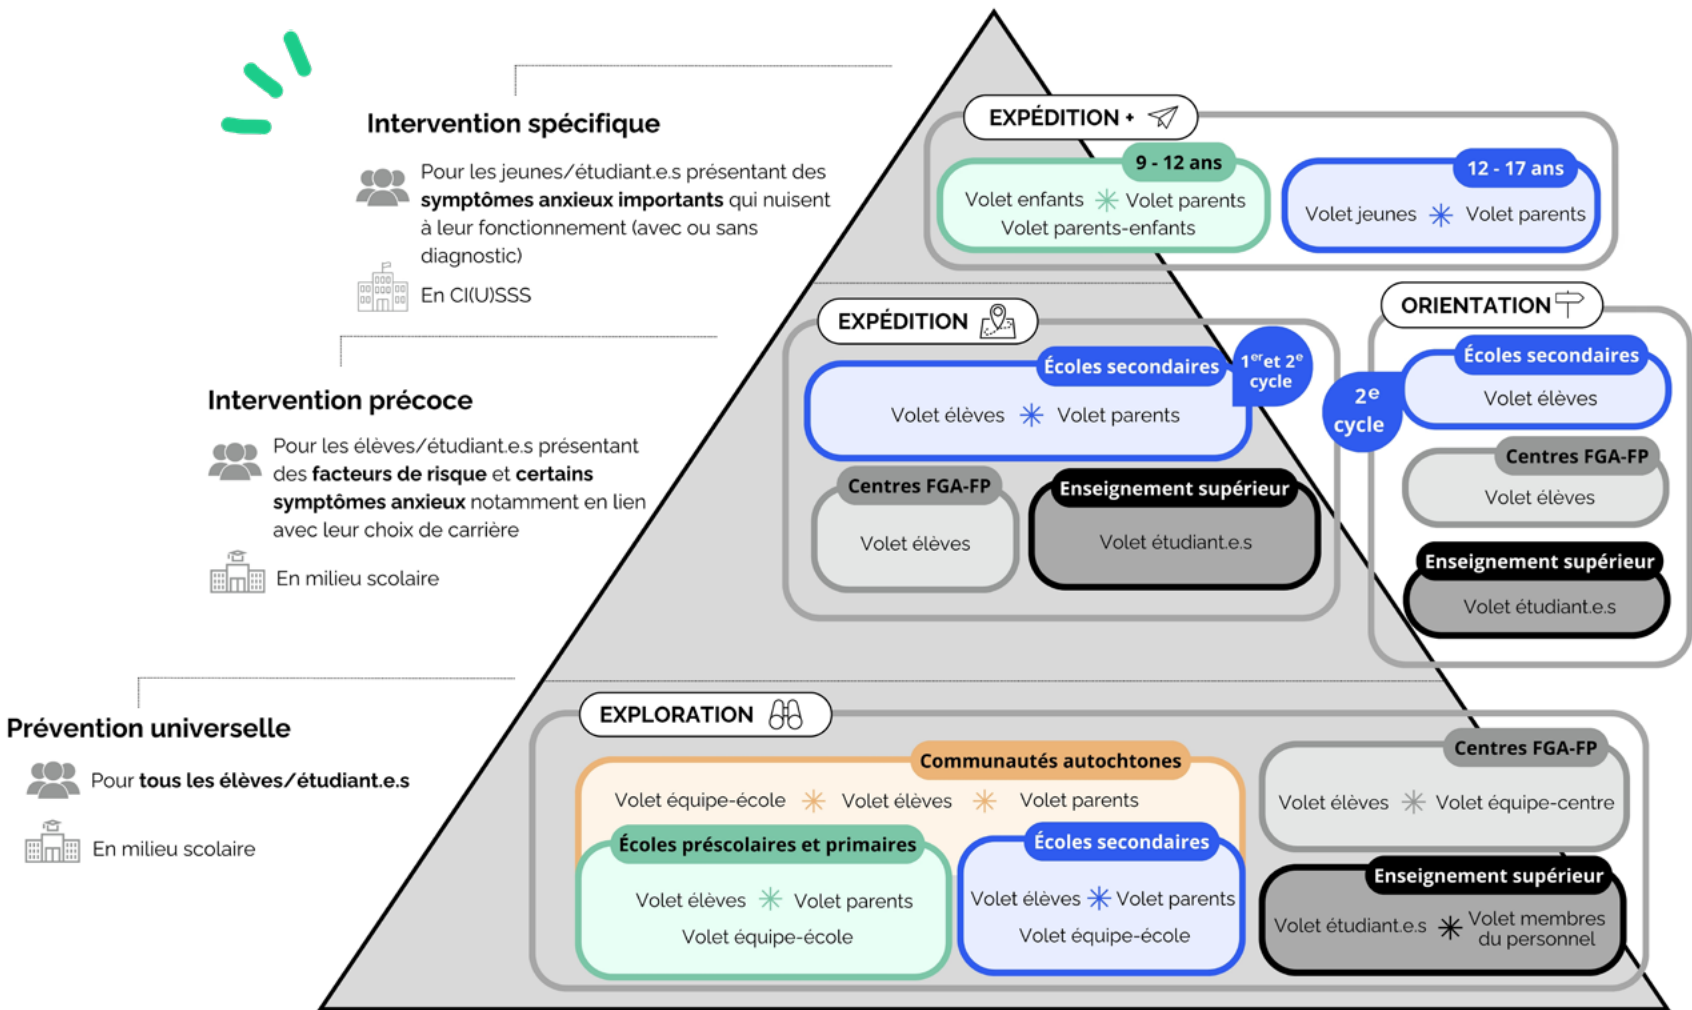 Intervention spécifique
Pour les jeunes/étudiant.e.s présentant des
symptômes anxieux importants qui nuisent
à leur fonctionnement (avec ou sans
diagnostic)
En CI(U)SSS
EXPÉDITION +
9 - 12 ans
Volet enfants Volet parents
Volet parents-enfants
12 - 17 ans
Volet jeunes Volet parents
Intervention précoce
Pour les élèves/étudiant.e.s présentant
des facteurs de risque et certains
symptômes anxieux notamment en lien
avec leur choix de carrière
En milieu scolaire
EXPÉDITION
Écoles secondaires
1er et 2e
cycle
Volet élèves Volet parents
Centres FGA-FP
Volet élèves
Enseignement supérieur
Volet étudiant.e.s
ORIENTATION
Écoles secondaires
2e
cycle
Volet élèves
Centres FGA-FP
Volet élèves
Enseignement supérieur
Volet étudiant.e.s
Prévention universelle
Pour tous les élèves/étudiant.e.s
En milieu scolaire
EXPLORATION
Communautés autochtones
Volet équipe-école Volet élèves Volet parents
Écoles préscolaires et primaires
Volet élèves Volet parents
Volet équipe-école
Écoles secondaires
Volet élèves Volet parents
Volet équipe-école
Centres FGA-FP
Volet élèves Volet équipe-centre
Enseignement supérieur
Volet étudiant.e.s Volet membres
du personnel